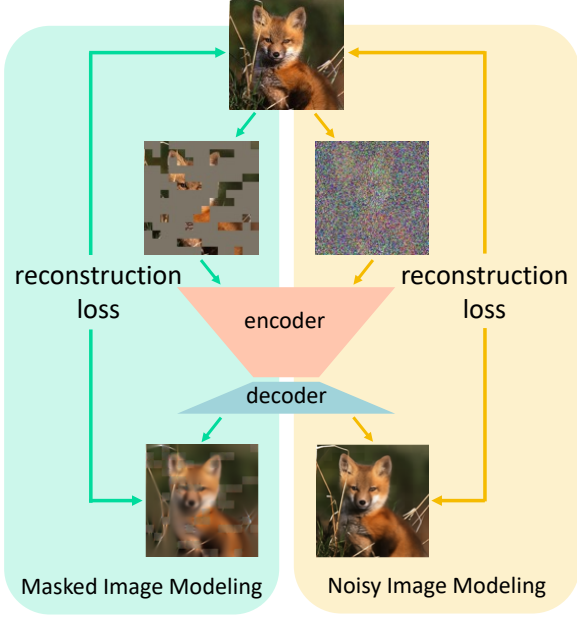 reconstruction
loss
reconstruction
loss
encoder
decoder
Masked Image Modeling
Noisy Image Modeling